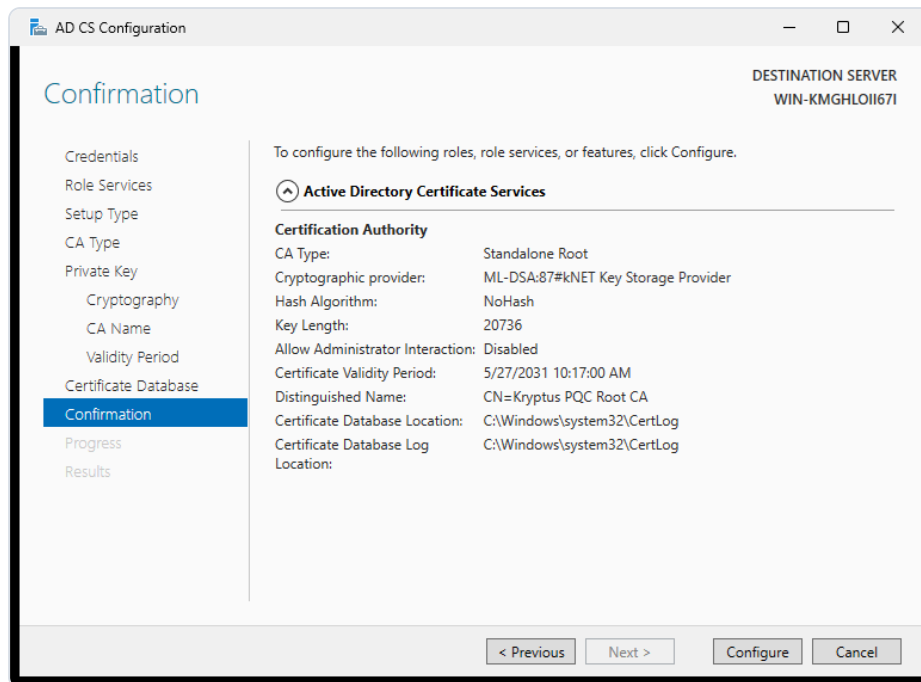 AD CS Configuration
DESTINATION SERVER
WIN-KMGHLOII67I
Confirmation
Credentials
Role Services
Setup Type
CA Type
Private Key
Cryptography
CA Name
Validity Period
Certificate Database
Confirmation
Progress
Results
To configure the following roles, role services, or features, click Configure.
Active Directory Certificate Services
Certification Authority
CA Type: Standalone Root
Cryptographic provider: ML-DSA:87#kNET Key Storage Provider
Hash Algorithm: NoHash
Key Length: 20736
Allow Administrator Interaction: Disabled
Certificate Validity Period: 5/27/2031 10:17:00 AM
Distinguished Name: CN=Kryptus PQC Root CA
Certificate Database Location: C:\Windows\system32\CertLog
Certificate Database Log C:\Windows\system32\CertLog
Location:
< Previous Next > Configure Cancel